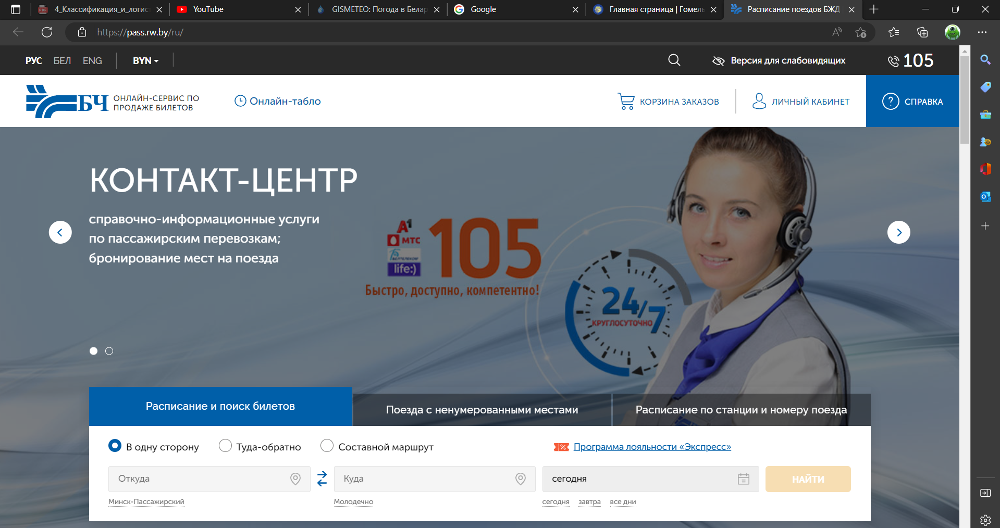 4_Классификация_и_логис
YouTube
GISMETEO: Погода в Белар
Google
Главная страница | Гомель
Расписание поездов БЖД
https://pass.rw.by/ru/
РУС БЕЛ ENG BYN
Версия для слабовидящих
105
БЧ
ОНЛАЙН-СЕРВИС ПО
ПРОДАЖЕ БИЛЕТОВ
Онлайн-табло
КОРЗИНА ЗАКАЗОВ
ЛИЧНЫЙ КАБИНЕТ
? СПРАВКА
КОНТАКТ-ЦЕНТР
справочно-информационные услуги
по пассажирским перевозкам;
бронирование мест на поезда
A1
МТС
БЕЛТЕЛЕКОМ
life:)
105
Быстро, доступно, компетентно!
24/7
КРУГЛОСУТОЧНО
Расписание и поиск билетов
Поезда с ненумерованными местами
Расписание по станции и номеру поезда
В одну сторону
Туда-обратно
Составной маршрут
Программа лояльности «Экспресс»
Откуда
Куда
сегодня
НАЙТИ
Минск-Пассажирский
Молодечно
сегодня завтра все дни